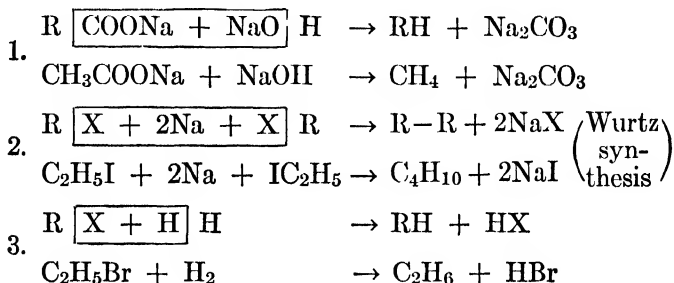 1. R COONa + NaO H → RH + Na₂CO₃
CH₃COONa + NaOH → CH₄ + Na₂CO₃
2. R X + 2Na + X R → R–R + 2NaX (Wurtz synthesis)
C₂H₅I + 2Na + IC₂H₅ → C₄H₁₀ + 2NaI
3. R X + H H → RH + HX
C₂H₅Br + H₂ → C₂H₆ + HBr